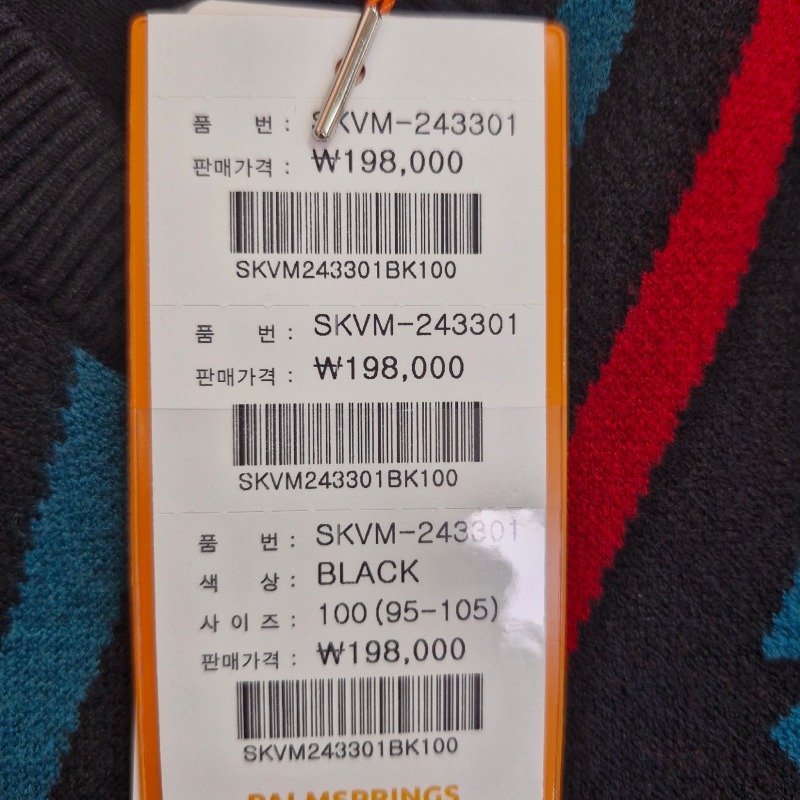 품 번 : SKVM-243301
판매가격 : ₩198,000
SKVM243301BK100
품 번 : SKVM-243301
판매가격 : ₩198,000
SKVM243301BK100
품 번 : SKVM-243301
색 상 : BLACK
사 이 즈 : 100(95-105)
판매가격 : ₩198,000
SKVM243301BK100
PALMSPRINGS